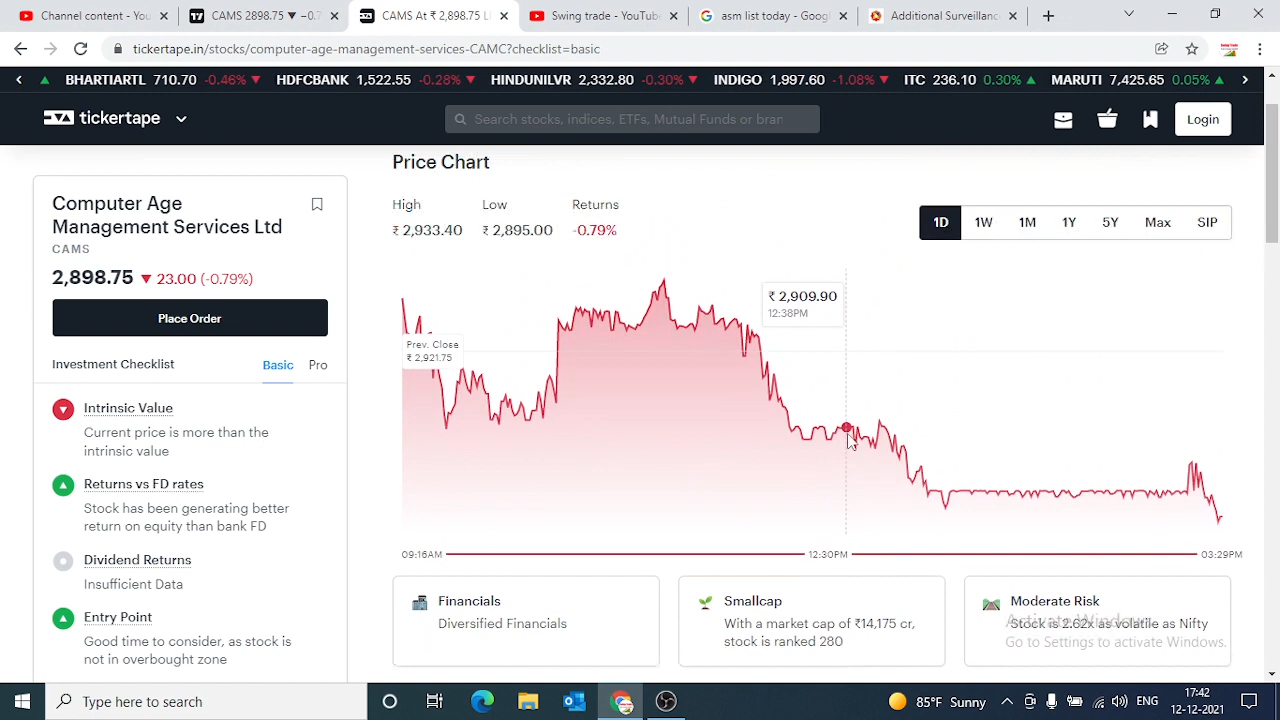 Channel content - You
CAMS 2898.75 ▼ −0.7
CAMS At ₹ 2,898.75 LI
Swing trade - YouTube
asm list today - Googl
Additional Surveillance
tickertape.in/stocks/computer-age-management-services-CAMC?checklist=basic
BHARTIARTL 710.70 -0.46% ▼ HDFCBANK 1,522.55 -0.28% ▼ HINDUNILVR 2,332.80 -0.30% ▼ INDIGO 1,997.60 -1.08% ▼ ITC 236.10 0.30% ▲ MARUTI 7,425.65 0.05% ▲
tickertape
Search stocks, indices, ETFs, Mutual Funds or bran
Login
Computer Age
Management Services Ltd
CAMS
2,898.75 ▼ 23.00 (-0.79%)
Place Order
Investment Checklist Basic Pro
Intrinsic Value
Current price is more than the
intrinsic value
Returns vs FD rates
Stock has been generating better
return on equity than bank FD
Dividend Returns
Insufficient Data
Entry Point
Good time to consider, as stock is
not in overbought zone
Price Chart
High Low Returns
₹ 2,933.40 ₹ 2,895.00 -0.79%
1D 1W 1M 1Y 5Y Max SIP
₹ 2,909.90
12:38PM
Prev. Close
₹ 2,921.75
09:16AM 12:30PM 03:29PM
Financials
Diversified Financials
Smallcap
With a market cap of ₹14,175 cr,
stock is ranked 280
Moderate Risk
Stock is 2.62x as volatile as Nifty
Activate Windows
Go to Settings to activate Windows.
Type here to search
85°F Sunny
ENG
17:42
12-12-2021